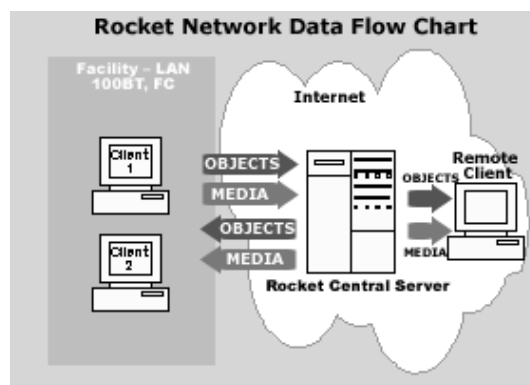 Rocket Network Data Flow Chart
Facility – LAN
100BT, FC
Internet
Client
1
OBJECTS
MEDIA
OBJECTS
MEDIA
Client
2
Rocket Central Server
Remote
Client
OBJECTS
MEDIA